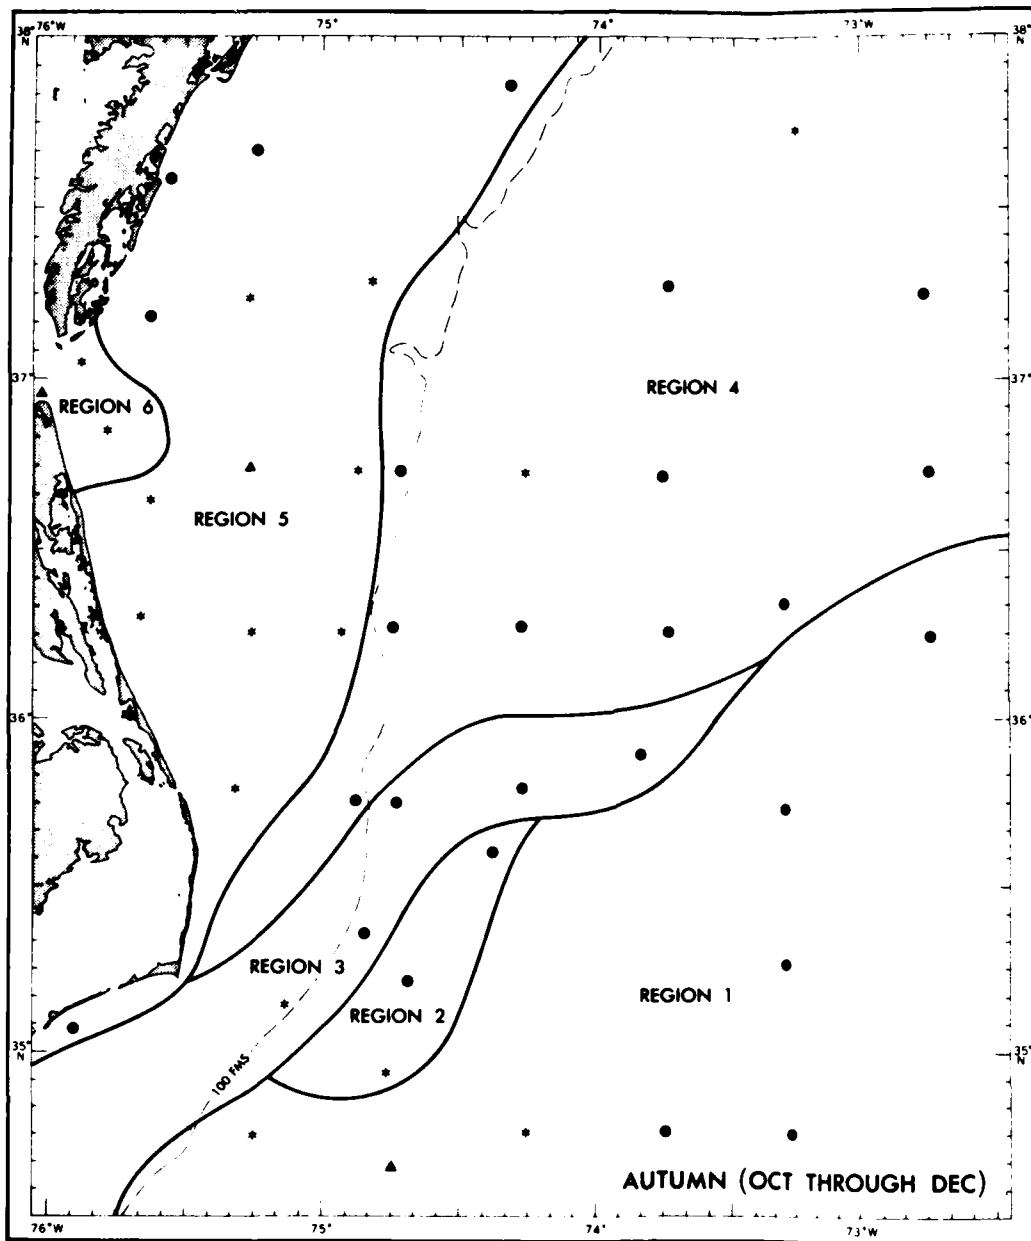 76°W 75° 74° 73°W
38° N
38° N
37°
37°
REGION 4
REGION 6
REGION 5
36°
36°
REGION 3
REGION 1
REGION 2
35° N
35° N
100 FMS
AUTUMN (OCT THROUGH DEC)
76°W 75° 74° 73°W